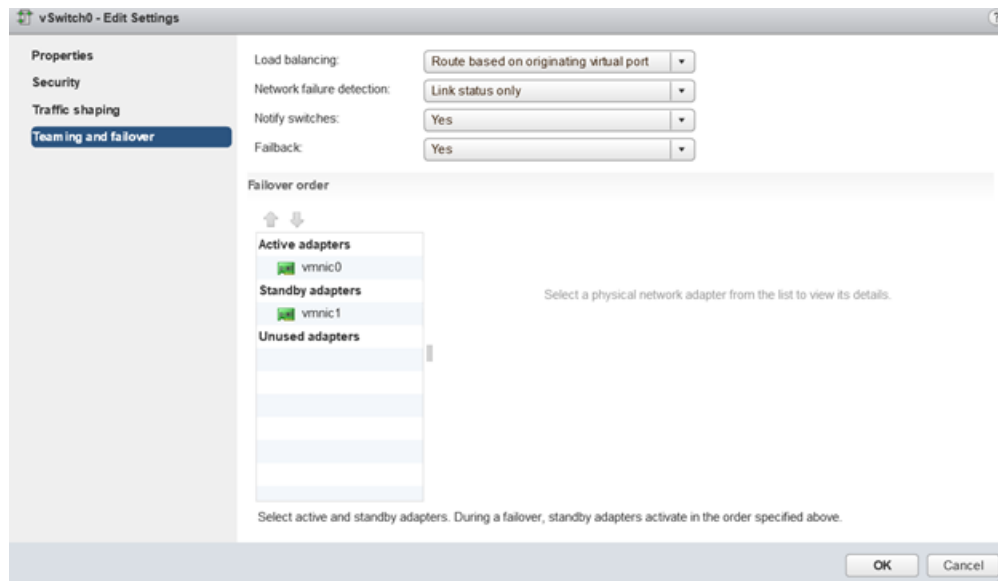 vSwitch0 - Edit Settings
?
Properties
Security
Traffic shaping
Teaming and failover
Load balancing:
Route based on originating virtual port
Network failure detection:
Link status only
Notify switches:
Yes
Failback:
Yes
Failover order
Active adapters
vmnic0
Standby adapters
vmnic1
Unused adapters
Select a physical network adapter from the list to view its details.
Select active and standby adapters. During a failover, standby adapters activate in the order specified above.
OK
Cancel